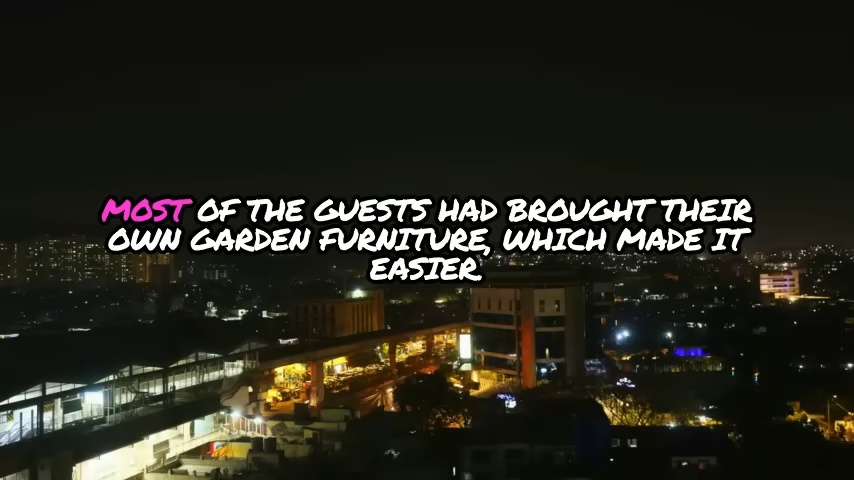 MOST OF THE GUESTS HAD BROUGHT THEIR
OWN GARDEN FURNITURE, WHICH MADE IT
EASIER.